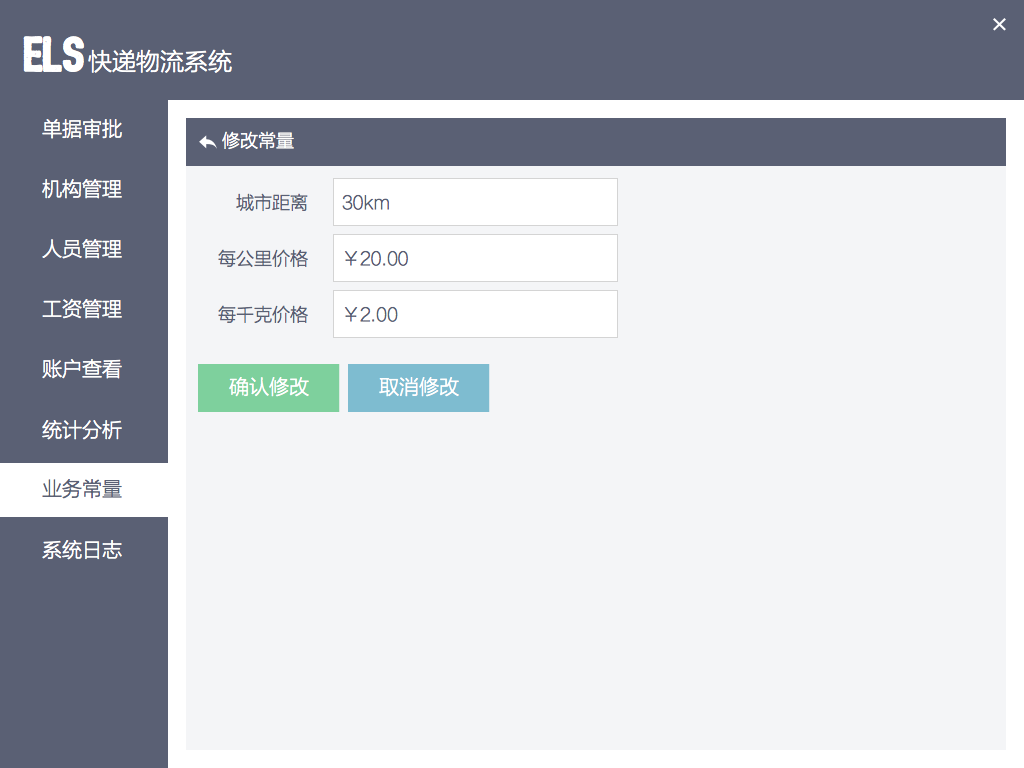 ELS 快递物流系统
单据审批
机构管理
人员管理
工资管理
账户查看
统计分析
业务常量
系统日志
修改常量
城市距离 30km
每公里价格 ￥20.00
每千克价格 ￥2.00
确认修改 取消修改